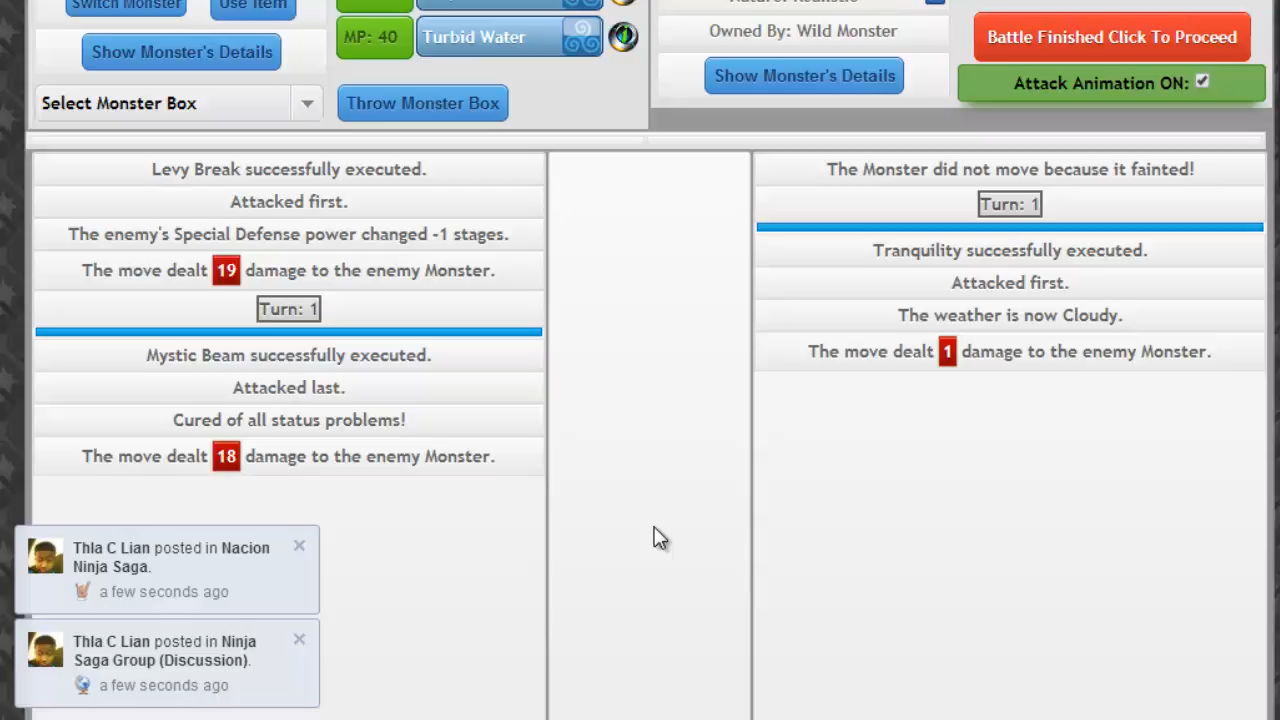 Switch Monster
Use Item
MP: 40
Turbid Water
Show Monster's Details
Select Monster Box
Throw Monster Box
Owned By: Wild Monster
Show Monster's Details
Battle Finished Click To Proceed
Attack Animation ON:
Levy Break successfully executed.
Attacked first.
The enemy's Special Defense power changed -1 stages.
The move dealt 19 damage to the enemy Monster.
Turn: 1
Mystic Beam successfully executed.
Attacked last.
Cured of all status problems!
The move dealt 18 damage to the enemy Monster.
The Monster did not move because it fainted!
Turn: 1
Tranquility successfully executed.
Attacked first.
The weather is now Cloudy.
The move dealt 1 damage to the enemy Monster.
Thla C Lian posted in Nacion
Ninja Saga.
a few seconds ago
Thla C Lian posted in Ninja
Saga Group (Discussion).
a few seconds ago